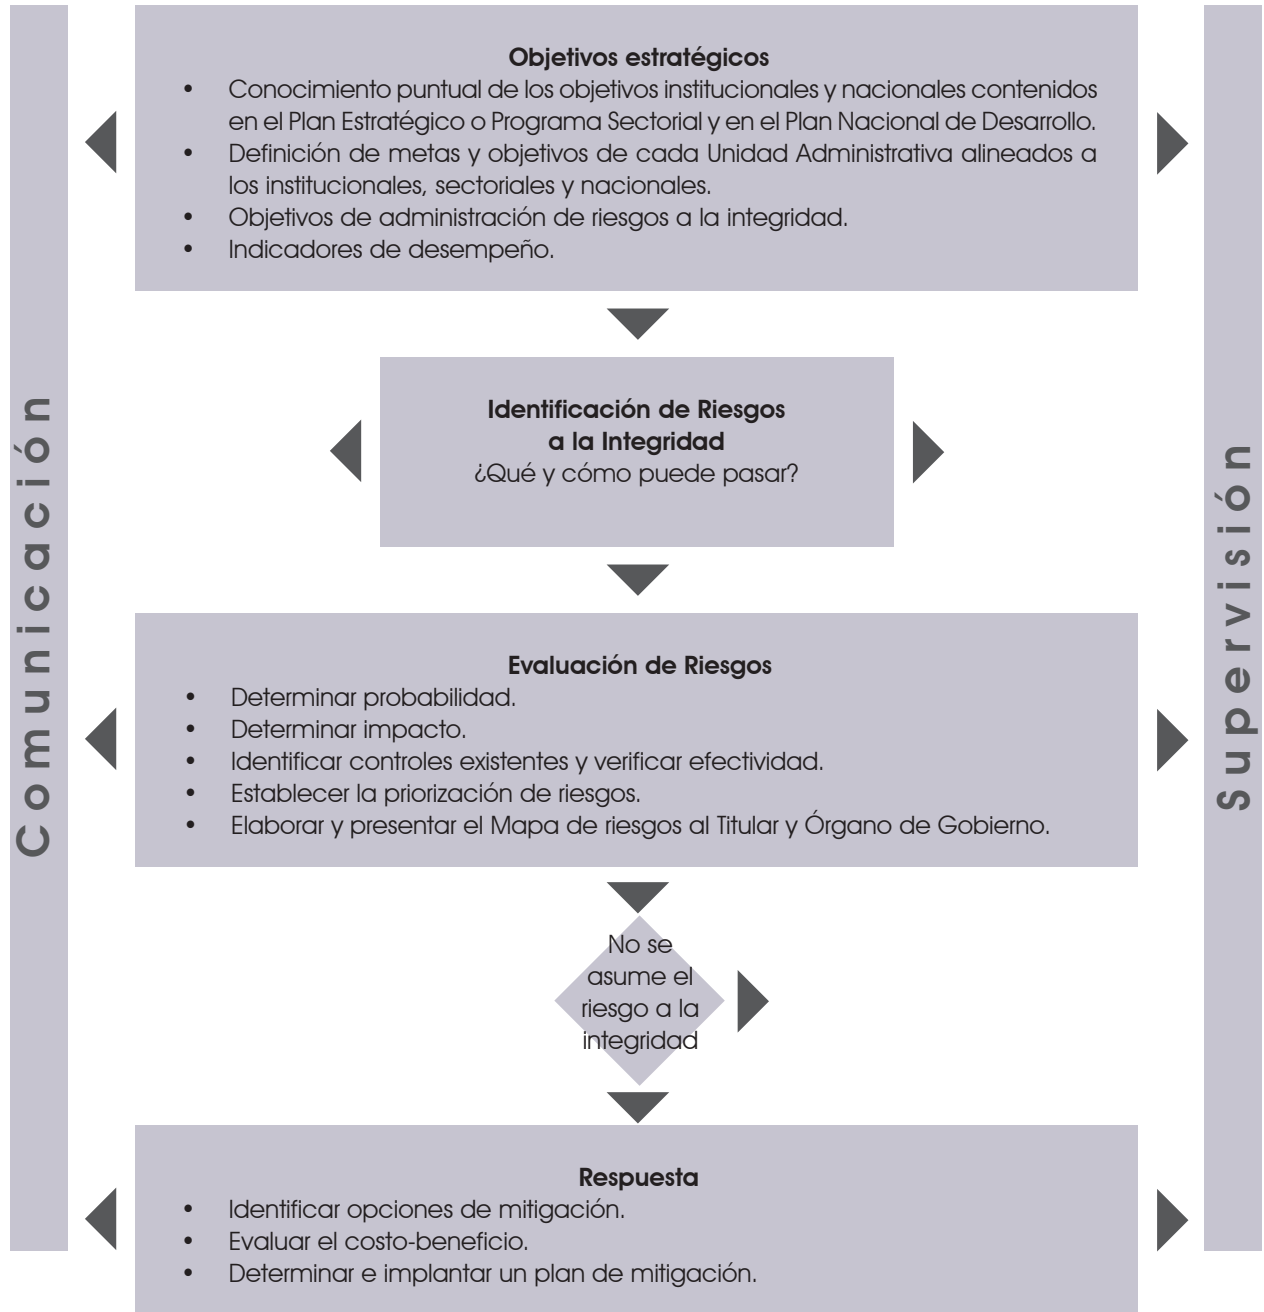 Comunicación
Objetivos estratégicos
• Conocimiento puntual de los objetivos institucionales y nacionales contenidos
en el Plan Estratégico o Programa Sectorial y en el Plan Nacional de Desarrollo.
• Definición de metas y objetivos de cada Unidad Administrativa alineados a
los institucionales, sectoriales y nacionales.
• Objetivos de administración de riesgos a la integridad.
• Indicadores de desempeño.
Identificación de Riesgos
a la Integridad
¿Qué y cómo puede pasar?
Evaluación de Riesgos
• Determinar probabilidad.
• Determinar impacto.
• Identificar controles existentes y verificar efectividad.
• Establecer la priorización de riesgos.
• Elaborar y presentar el Mapa de riesgos al Titular y Órgano de Gobierno.
No se
asume el
riesgo a la
integridad
Respuesta
• Identificar opciones de mitigación.
• Evaluar el costo-beneficio.
• Determinar e implantar un plan de mitigación.
Supervisión